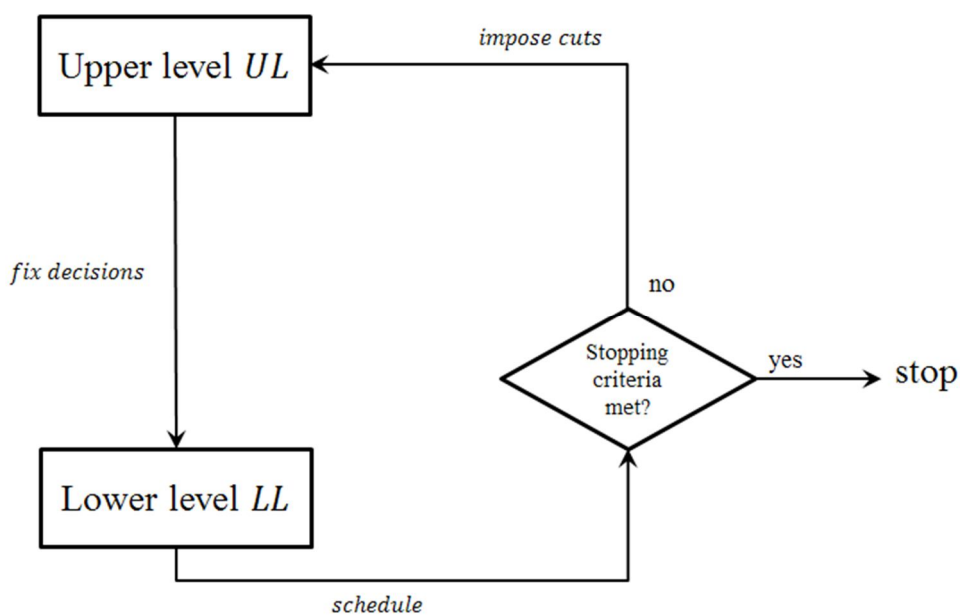 impose cuts
Upper level UL
fix decisions
no
Stopping
criteria
met?
yes
stop
Lower level LL
schedule